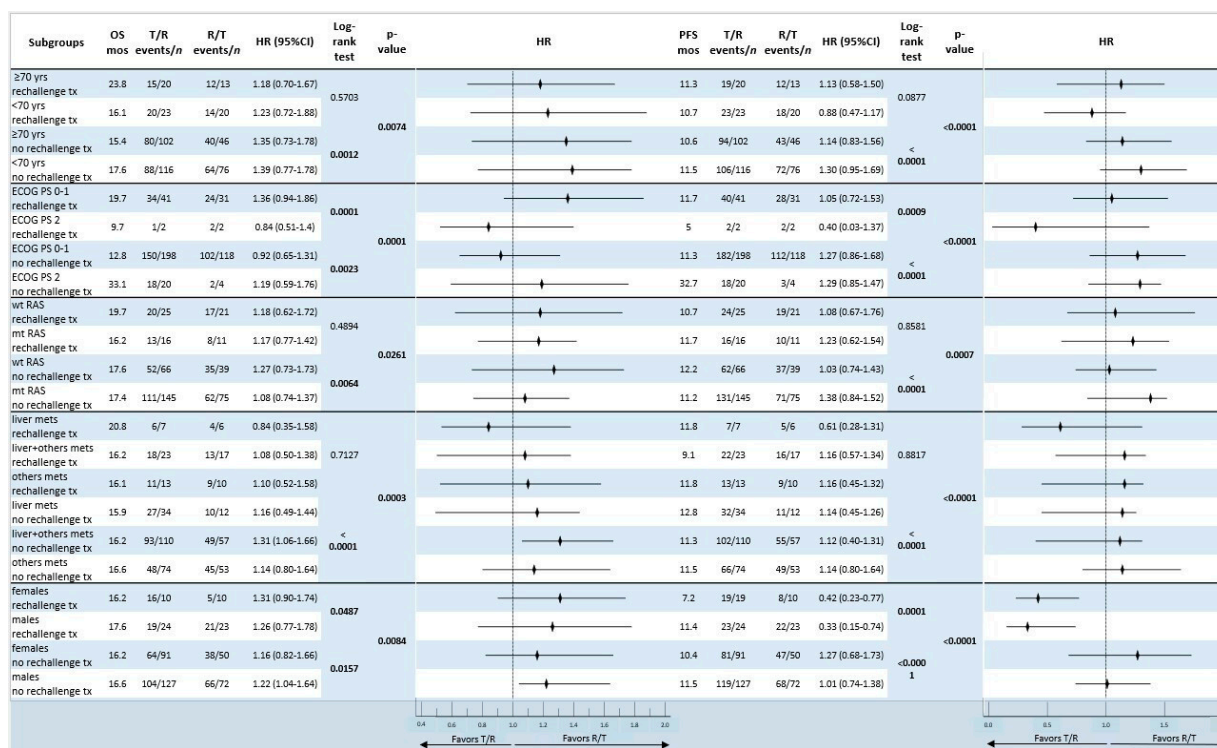 Subgroups OS mos T/R events/n R/T events/n HR (95%CI) Log-rank test p-value HR PFS mos T/R events/n R/T events/n HR (95%CI) Log-rank test p-value HR
≥70 yrs rechallenge tx 23.8 15/20 12/13 1.18 (0.70-1.67) 0.5703 0.0074 11.3 19/20 12/13 1.13 (0.58-1.50) 0.0877 <0.0001
<70 yrs rechallenge tx 16.1 20/23 14/20 1.23 (0.72-1.88) 10.7 23/23 18/20 0.88 (0.47-1.17)
≥70 yrs no rechallenge tx 15.4 80/102 40/46 1.35 (0.73-1.78) 0.0012 10.6 94/102 43/46 1.14 (0.83-1.56) < 0.0001
<70 yrs no rechallenge tx 17.6 88/116 64/76 1.39 (0.77-1.78) 11.5 106/116 72/76 1.30 (0.95-1.69)
ECOG PS 0-1 rechallenge tx 19.7 34/41 24/31 1.36 (0.94-1.86) 0.0001 0.0001 11.7 40/41 28/31 1.05 (0.72-1.53) 0.0009 <0.0001
ECOG PS 2 rechallenge tx 9.7 1/2 2/2 0.84 (0.51-1.4) 5 2/2 2/2 0.40 (0.03-1.37)
ECOG PS 0-1 no rechallenge tx 12.8 150/198 102/118 0.92 (0.65-1.31) 0.0023 11.3 182/198 112/118 1.27 (0.86-1.68) < 0.0001
ECOG PS 2 no rechallenge tx 33.1 18/20 2/4 1.19 (0.59-1.76) 32.7 18/20 3/4 1.29 (0.85-1.47)
wt RAS rechallenge tx 19.7 20/25 17/21 1.18 (0.62-1.72) 0.4894 0.0261 10.7 24/25 19/21 1.08 (0.67-1.76) 0.8581 0.0007
mt RAS rechallenge tx 16.2 13/16 8/11 1.17 (0.77-1.42) 11.7 16/16 10/11 1.23 (0.62-1.54)
wt RAS no rechallenge tx 17.6 52/66 35/39 1.27 (0.73-1.73) 0.0064 12.2 62/66 37/39 1.03 (0.74-1.43) < 0.0001
mt RAS no rechallenge tx 17.4 111/145 62/75 1.08 (0.74-1.37) 11.2 131/145 71/75 1.38 (0.84-1.52)
liver mets rechallenge tx 20.8 6/7 4/6 0.84 (0.35-1.58) 0.7127 0.0003 11.8 7/7 5/6 0.61 (0.28-1.31) 0.8817 <0.0001
liver+others mets rechallenge tx 16.2 18/23 13/17 1.08 (0.50-1.38) 9.1 22/23 16/17 1.16 (0.57-1.34)
others mets rechallenge tx 16.1 11/13 9/10 1.10 (0.52-1.58) 11.8 13/13 9/10 1.16 (0.45-1.32)
liver mets no rechallenge tx 15.9 27/34 10/12 1.16 (0.49-1.44) < 0.0001 12.8 32/34 11/12 1.14 (0.45-1.26) < 0.0001
liver+others mets no rechallenge tx 16.2 93/110 49/57 1.31 (1.06-1.66) 11.3 102/110 55/57 1.12 (0.40-1.31)
others mets no rechallenge tx 16.6 48/74 45/53 1.14 (0.80-1.64) 11.5 66/74 49/53 1.14 (0.80-1.64)
females rechallenge tx 16.2 16/10 5/10 1.31 (0.90-1.74) 0.0487 0.0084 7.2 19/19 8/10 0.42 (0.23-0.77) 0.0001 <0.0001
males rechallenge tx 17.6 19/24 21/23 1.26 (0.77-1.78) 11.4 23/24 22/23 0.33 (0.15-0.74)
females no rechallenge tx 16.2 64/91 38/50 1.16 (0.82-1.66) 0.0157 10.4 81/91 47/50 1.27 (0.68-1.73) <0.0001
males no rechallenge tx 16.6 104/127 66/72 1.22 (1.04-1.64) 11.5 119/127 68/72 1.01 (0.74-1.38)
0.4 0.6 0.8 1.0 1.2 1.4 1.6 1.8 2.0 0.0 0.5 1.0 1.5
Favors T/R Favors R/T Favors T/R Favors R/T